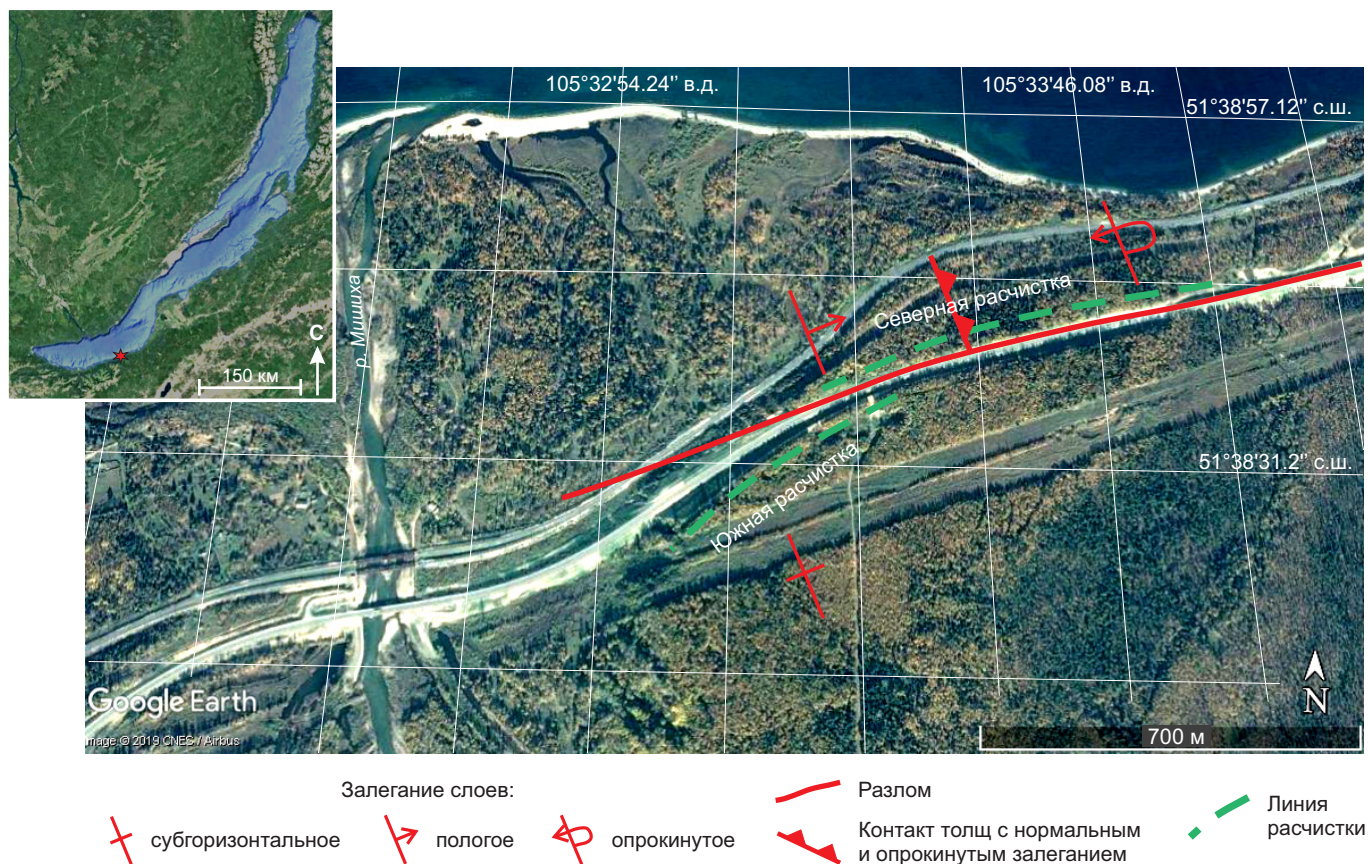 150 км
С
105°32'54.24'' в.д.
105°33'46.08'' в.д.
51°38'57.12'' с.ш.
р. Мишиха
Северная расчистка
Южная расчистка
51°38'31.2'' с.ш.
N
700 м
Google Earth
mage © 2019 CNES / Airbus
Залегание слоев:
субгоризонтальное
пологое
опрокинутое
Разлом
Контакт толщ с нормальным
и опрокинутым залеганием
Линия
расчистки